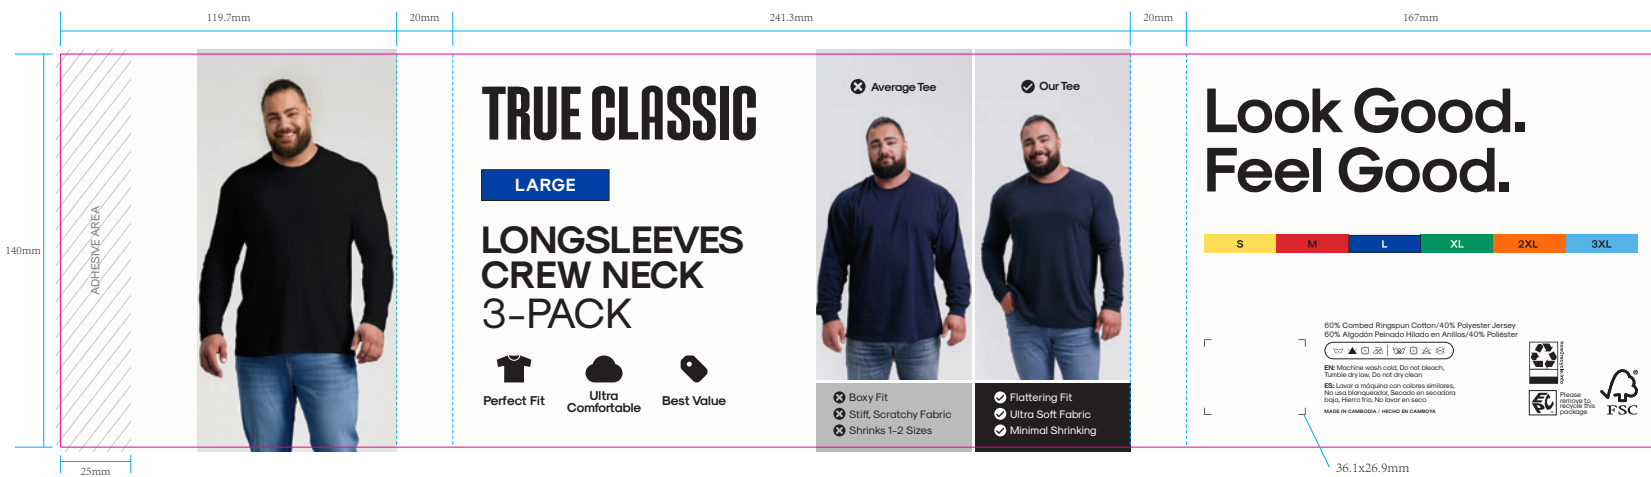 119.7mm
20mm
241.3mm
20mm
167mm
140mm
ADHESIVE AREA
25mm
TRUE CLASSIC
LARGE
LONGSLEEVES
CREW NECK
3-PACK
Perfect Fit
Ultra
Comfortable
Best Value
Average Tee
Boxy Fit
Stiff, Scratchy Fabric
Shrinks 1-2 Sizes
Our Tee
Flattering Fit
Ultra Soft Fabric
Minimal Shrinking
Look Good.
Feel Good.
S M L XL 2XL 3XL
60% Combed Ringspun Cotton/40% Polyester Jersey
60% Algodón Peinado Hilado en Anillos/40% Poliéster
EN: Machine wash cold, Do not bleach,
Tumble dry low, Do not dry clean
ES: Lavar a máquina con colores similares,
No usa blanqueador, Secado en secadora
baja, Hierro frío, No lavar en seco
MADE IN CAMBODIA / HECHO EN CAMBOYA
how2recycle.info
Please
remove to
recycle this
package
FSC
36.1x26.9mm